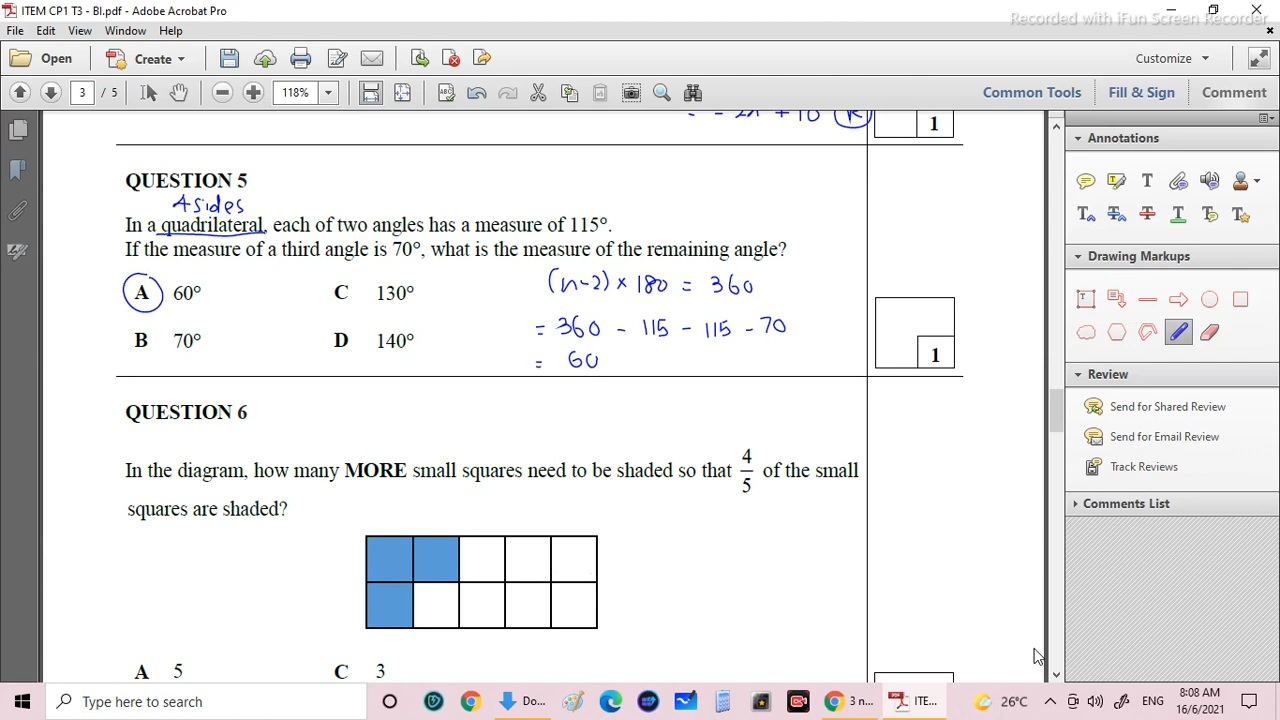 ITEM CP1 T3 - BI.pdf - Adobe Acrobat Pro
Recorded with iFun Screen Recorder
File Edit View Window Help
Open Create Customize
3 / 5 118% Common Tools Fill & Sign Comment
= - 2x + 10 (K)
1
QUESTION 5
4 sides
In a quadrilateral, each of two angles has a measure of 115°.
If the measure of a third angle is 70°, what is the measure of the remaining angle?
A 60° C 130°
B 70° D 140°
(n-2) × 180 = 360
= 360 - 115 - 115 - 70
= 60
1
QUESTION 6
In the diagram, how many MORE small squares need to be shaded so that 4/5 of the small
squares are shaded?
A 5 C 3
Annotations
Drawing Markups
Review
Send for Shared Review
Send for Email Review
Track Reviews
Comments List
Type here to search
Do...
3 n...
ITE...
26°C
ENG
8:08 AM
16/6/2021